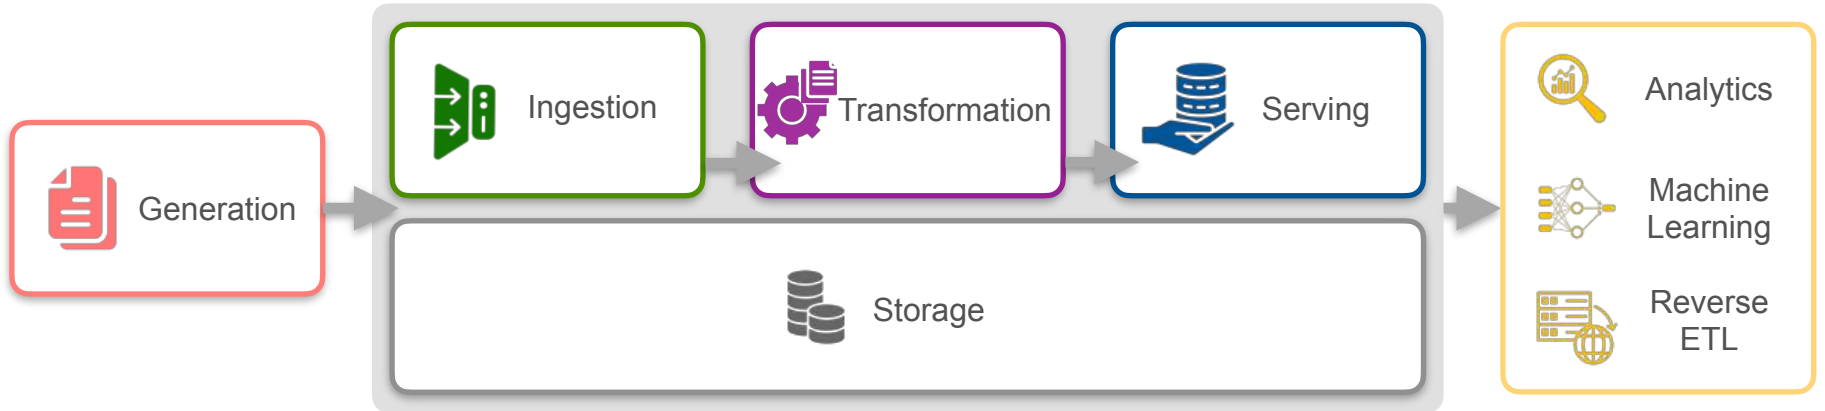 Generation
Ingestion
Transformation
Serving
Storage
Analytics
Machine
Learning
Reverse
ETL